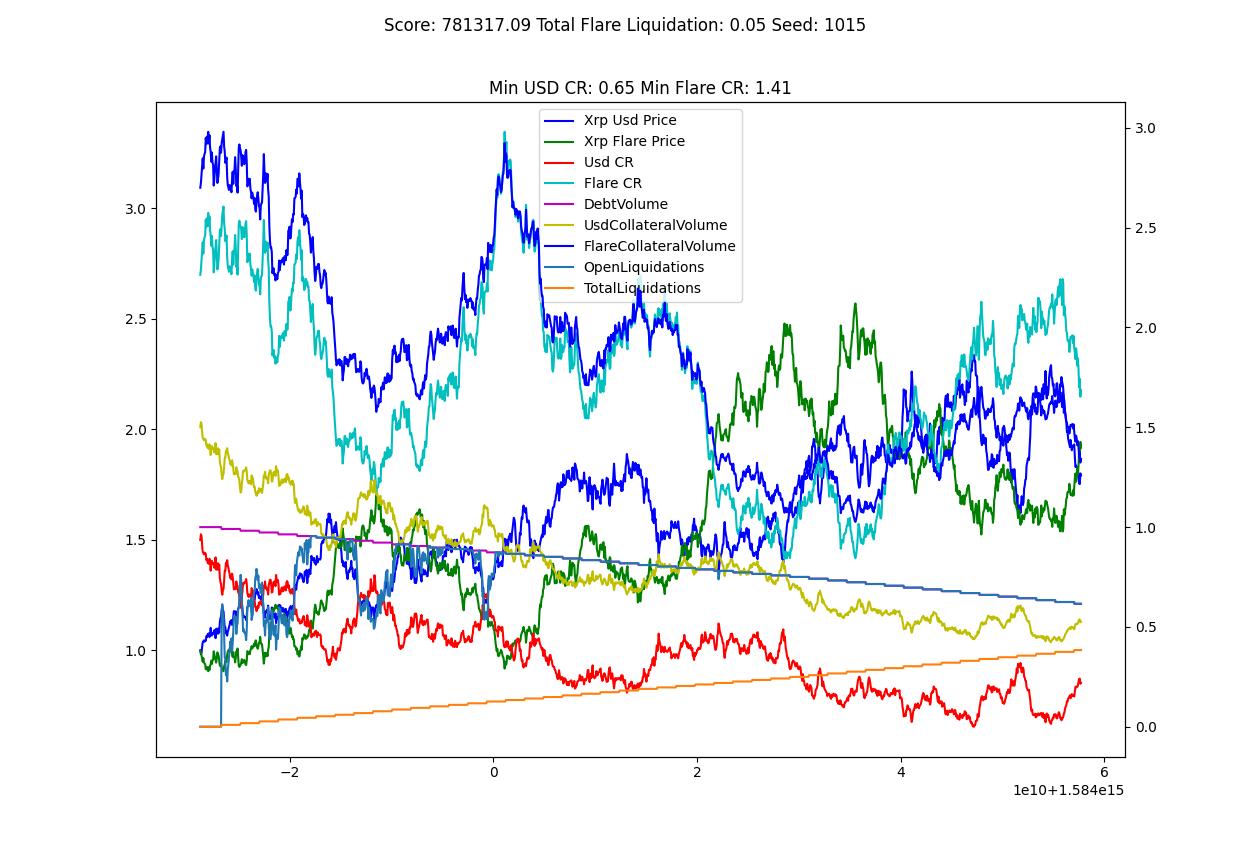 Score: 781317.09 Total Flare Liquidation: 0.05 Seed: 1015
Min USD CR: 0.65 Min Flare CR: 1.41
Xrp Usd Price
Xrp Flare Price
Usd CR
Flare CR
DebtVolume
UsdCollateralVolume
FlareCollateralVolume
OpenLiquidations
TotalLiquidations
3.0
2.5
2.0
1.5
1.0
3.0
2.5
2.0
1.5
1.0
0.5
0.0
−2
0
2
4
6
1e10+1.584e15